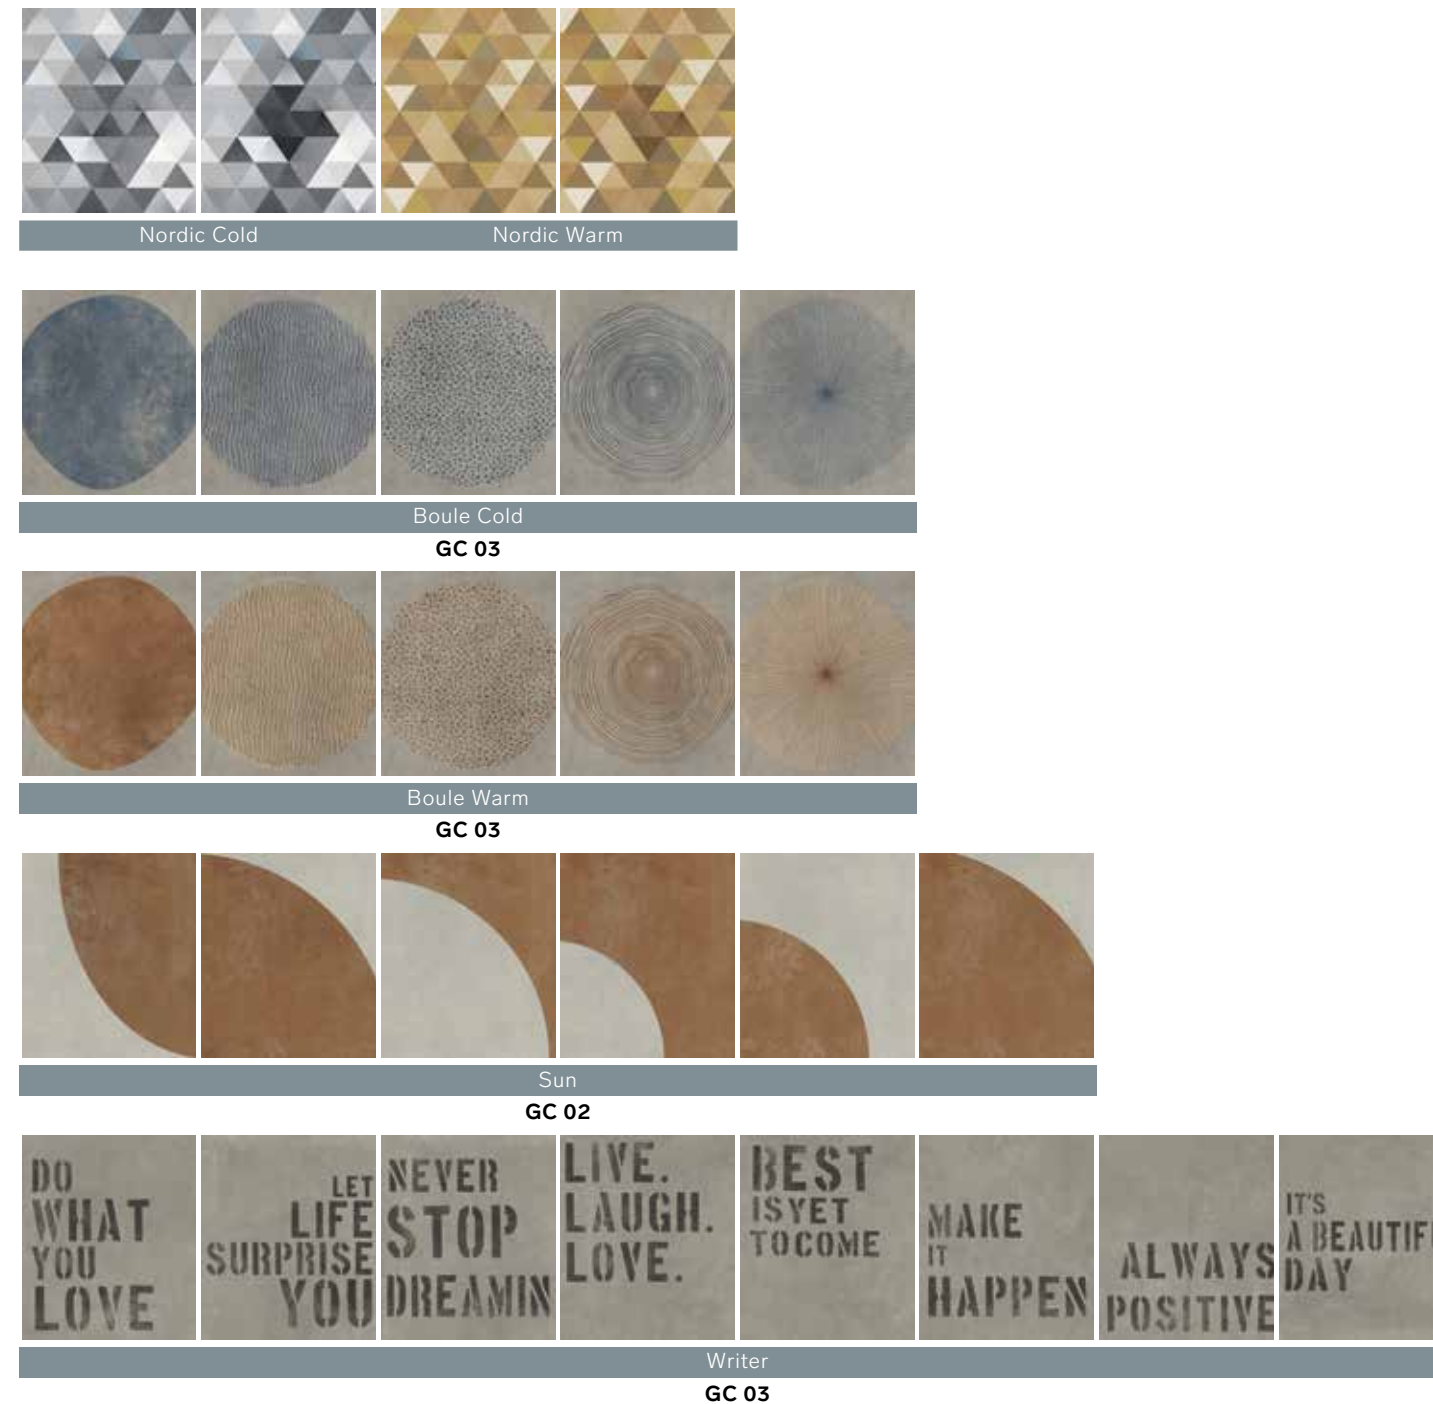 Nordic Cold
Nordic Warm
Boule Cold
GC 03
Boule Warm
GC 03
Sun
GC 02
DO
WHAT
YOU
LOVE
LET
LIFE
SURPRISE
YOU
NEVER
STOP
DREAMIN
LIVE.
LAUGH.
LOVE.
BEST
IS YET
TO COME
MAKE
IT
HAPPEN
ALWAYS
POSITIVE
IT'S
A BEAUTIF
DAY
Writer
GC 03